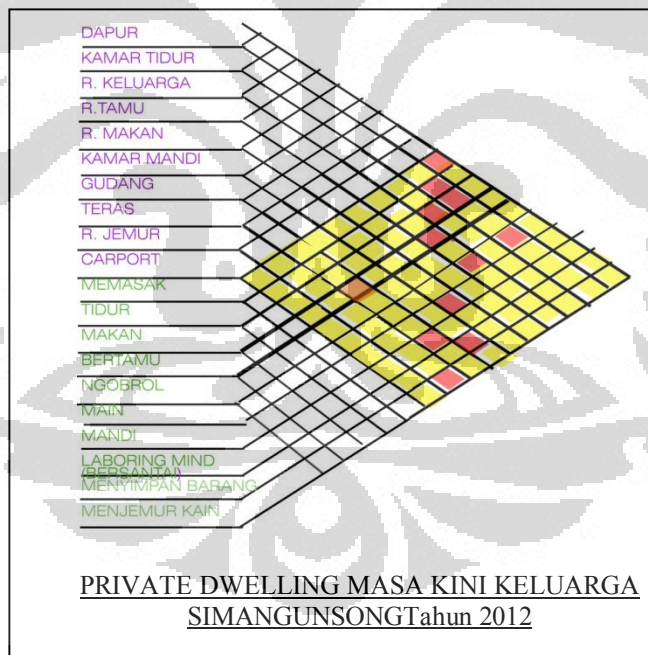 DAPUR
KAMAR TIDUR
R. KELUARGA
R.TAMU
R. MAKAN
KAMAR MANDI
GUDANG
TERAS
R. JEMUR
CARPORT
MEMASAK
TIDUR
MAKAN
BERTAMU
NGOBROL
MAIN
MANDI
LABORING MIND
(BERSANTAI)
MENYIMPAN BARANG
MENJEMUR KAIN
PRIVATE DWELLING MASA KINI KELUARGA
SIMANGUNSONGTahun 2012